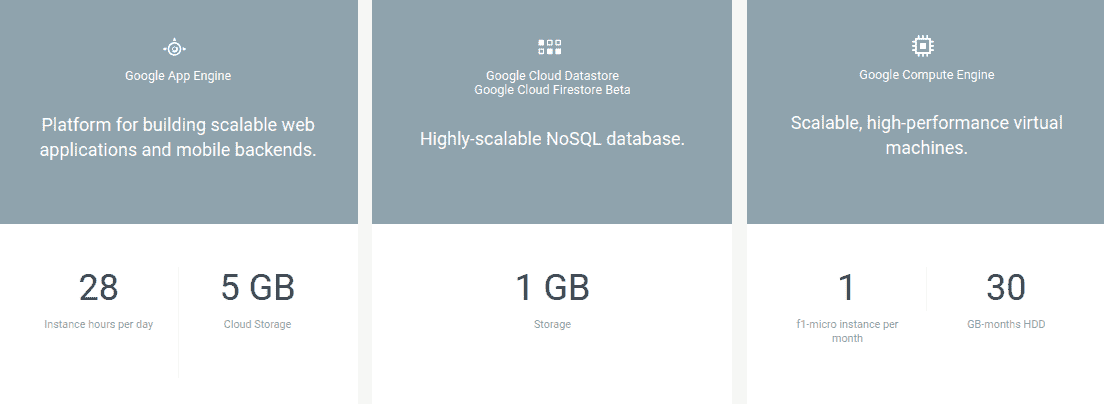 Google App Engine
Platform for building scalable web
applications and mobile backends.
28
Instance hours per day
5 GB
Cloud Storage
Google Cloud Datastore
Google Cloud Firestore Beta
Highly-scalable NoSQL database.
1 GB
Storage
Google Compute Engine
Scalable, high-performance virtual
machines.
1
f1-micro instance per
month
30
GB-months HDD